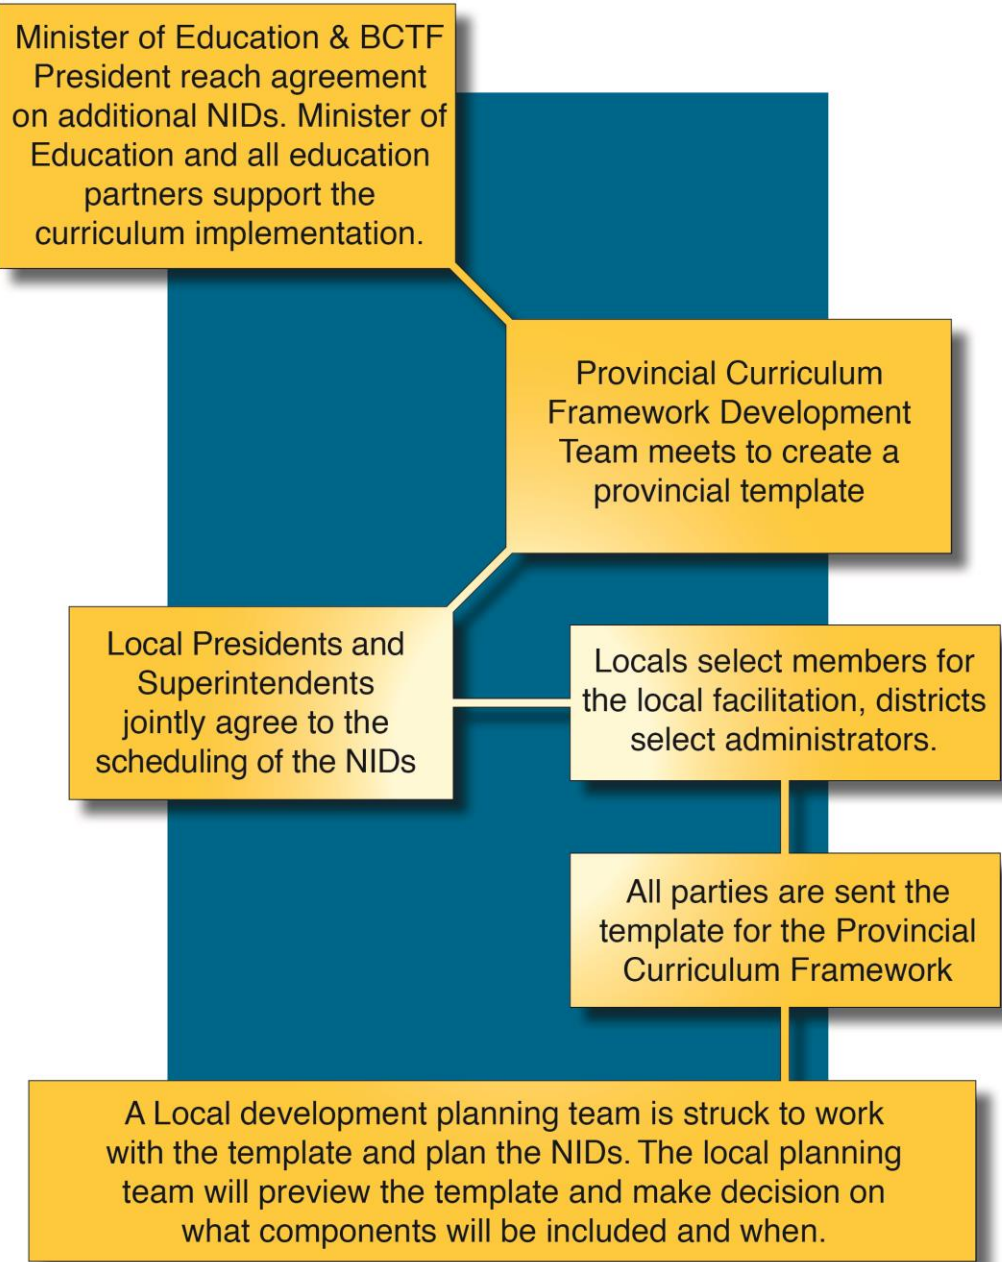 Minister of Education & BCTF
President reach agreement
on additional NIDs. Minister of
Education and all education
partners support the
curriculum implementation.
Provincial Curriculum
Framework Development
Team meets to create a
provincial template
Local Presidents and
Superintendents
jointly agree to the
scheduling of the NIDs
Locals select members for
the local facilitation, districts
select administrators.
All parties are sent the
template for the Provincial
Curriculum Framework
A Local development planning team is struck to work
with the template and plan the NIDs. The local planning
team will preview the template and make decision on
what components will be included and when.